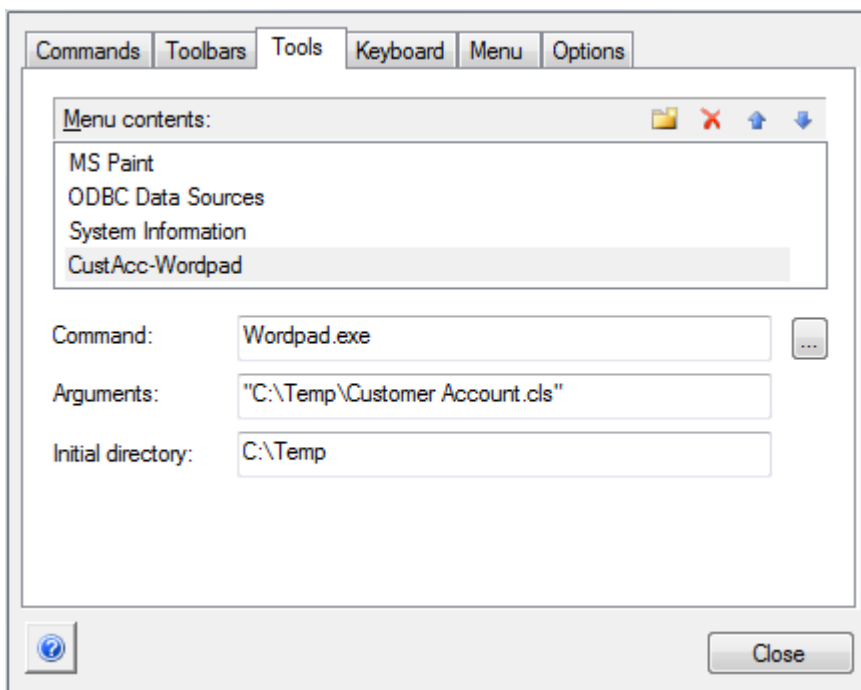 Commands Toolbars Tools Keyboard Menu Options
Menu contents:
MS Paint
ODBC Data Sources
System Information
CustAcc-Wordpad
Command: Wordpad.exe ...
Arguments: "C:\Temp\Customer Account.cls"
Initial directory: C:\Temp
? Close